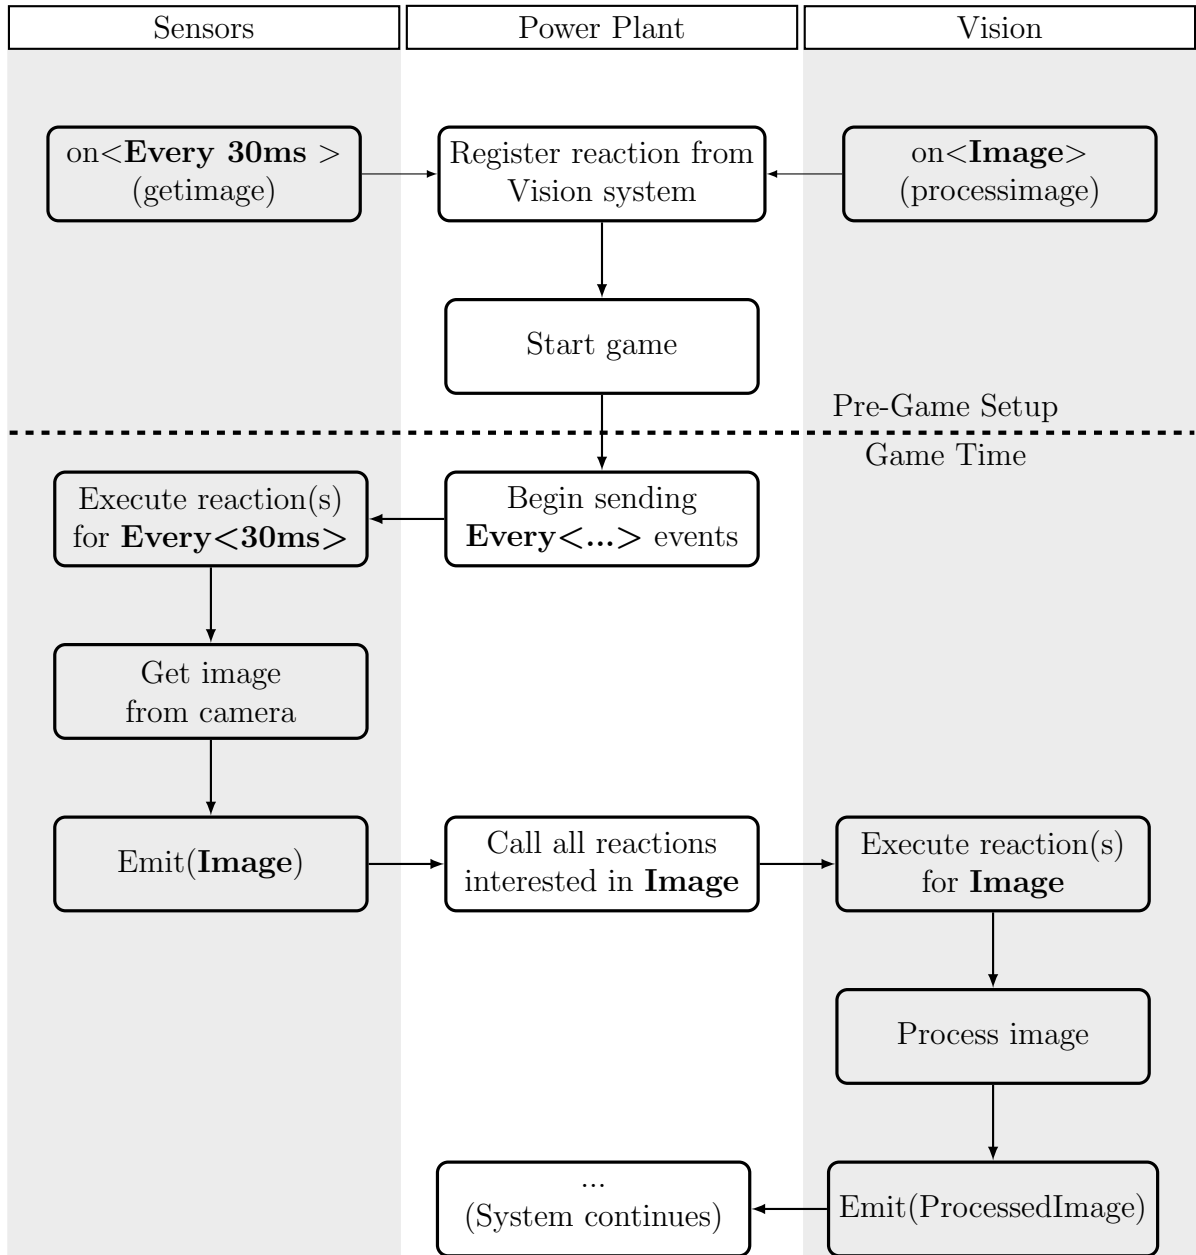 Sensors
Power Plant
Vision
on<Every 30ms >
(getimage)
Register reaction from
Vision system
on<Image>
(processimage)
Start game
Pre-Game Setup
Game Time
Execute reaction(s)
for Every<30ms>
Begin sending
Every<...> events
Get image
from camera
Emit(Image)
Call all reactions
interested in Image
Execute reaction(s)
for Image
Process image
...
(System continues)
Emit(ProcessedImage)